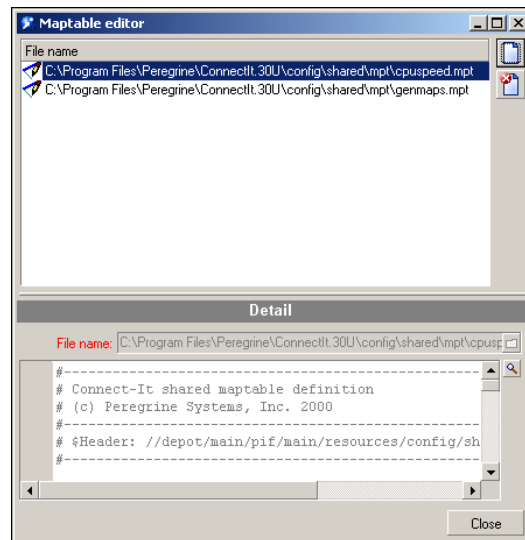 Maptable editor
File name
C:\Program Files\Peregrine\ConnectIt.30U\config\shared\mpt\cpuspeed.mpt
C:\Program Files\Peregrine\ConnectIt.30U\config\shared\mpt\genmaps.mpt
Detail
File name: C:\Program Files\Peregrine\ConnectIt.30U\config\shared\mpt\cpusp
#----------------------------------------------------
# Connect-It shared maptable definition
# (c) Peregrine Systems, Inc. 2000
#----------------------------------------------------
# $Header: //depot/main/pif/main/resources/config/sh
#----------------------------------------------------
Close